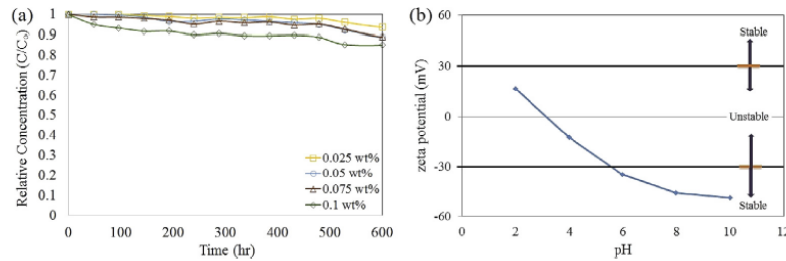 (a)
Relative Concentration (C/C₀)
1
0.9
0.8
0.7
0.6
0.5
0.4
0.3
0.2
0.1
0
0 100 200 300 400 500 600
Time (hr)
0.025 wt%
0.05 wt%
0.075 wt%
0.1 wt%
(b)
zeta potential (mV)
60
30
0
-30
-60
0 2 4 6 8 10 12
pH
Stable
Unstable
Stable